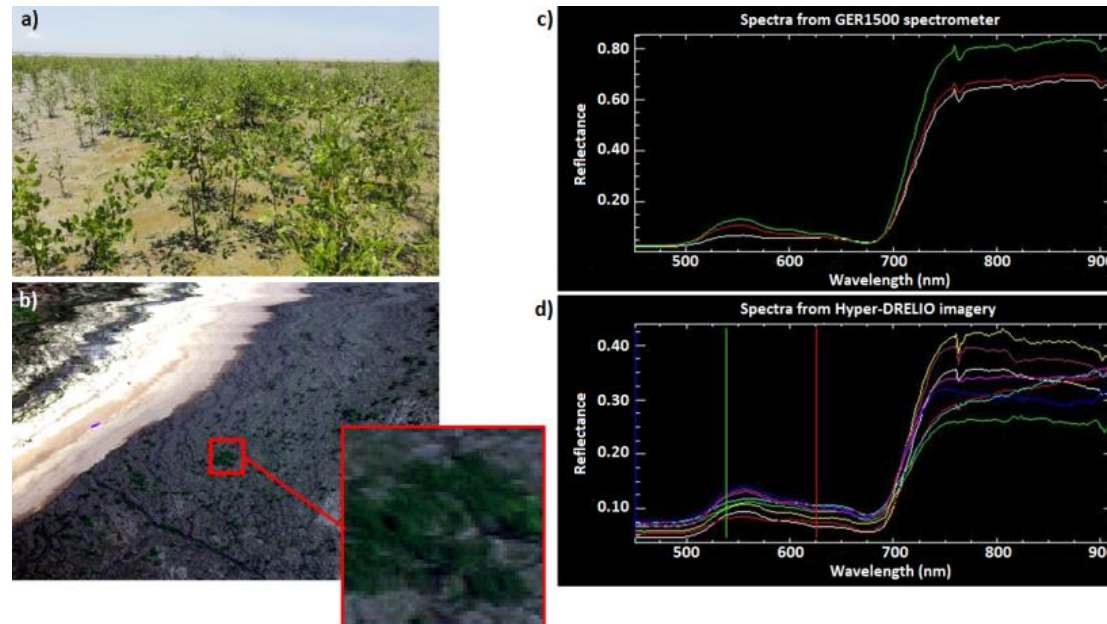 a)
b)
c)
Spectra from GER1500 spectrometer
0.80
0.60
0.40
0.20
Reflectance
500
600
700
800
900
Wavelength (nm)
d)
Spectra from Hyper-DRELIO imagery
0.40
0.30
0.20
0.10
Reflectance
500
600
700
800
900
Wavelength (nm)